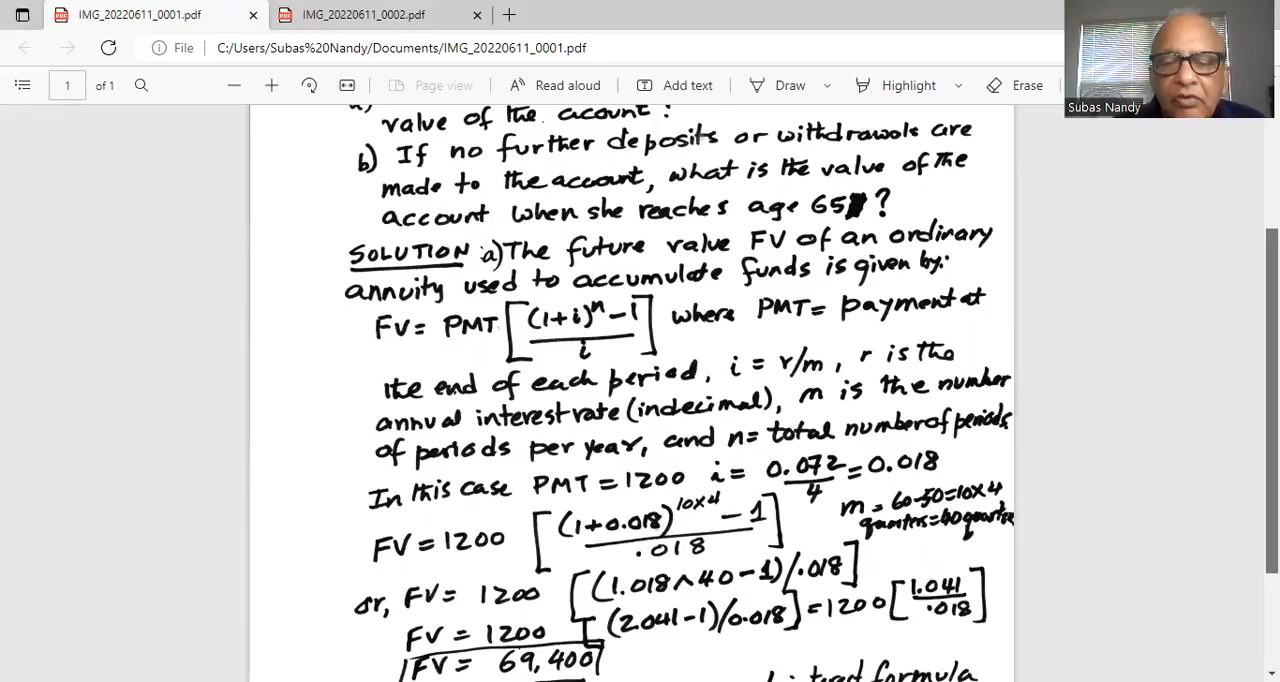 IMG_20220611_0001.pdf
IMG_20220611_0002.pdf
File C:/Users/Subas%20Nandy/Documents/IMG_20220611_0001.pdf
1 of 1 Page view Read aloud Add text Draw Highlight Erase
Subas Nandy
value of the account?
b) If no further deposits or withdrawals are
made to the account, what is the value of the
account when she reaches age 65?
SOLUTION a) The future value FV of an ordinary
annuity used to accumulate funds is given by:
FV = PMT [((1+i)^n - 1)/i] where PMT = payment at
the end of each period, i = r/m, r is the
annual interest rate (indecimal), m is the number
of periods per year, and n = total number of periods.
In this case PMT = 1200 i = 0.072/4 = 0.018
m = 60-50 = 10x4
quarters = 40 quarters
FV = 1200 [((1+0.018)^10x4 - 1)/.018]
or, FV = 1200 [(1.018^40-1)/.018]
FV = 1200 [(2.041-1)/0.018] = 1200 [1.041/.018]
FV = 69,400
formula